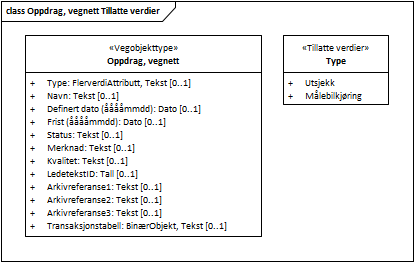 class Oppdrag, vegnett Tillatte verdier
«Vegobjekttype»
Oppdrag, vegnett
+ Type: FlerverdiAttributt, Tekst [0..1]
+ Navn: Tekst [0..1]
+ Definert dato (ååååmmdd): Dato [0..1]
+ Frist (ååååmmdd): Dato [0..1]
+ Status: Tekst [0..1]
+ Merknad: Tekst [0..1]
+ Kvalitet: Tekst [0..1]
+ LedetekstID: Tall [0..1]
+ Arkivreferanse1: Tekst [0..1]
+ Arkivreferanse2: Tekst [0..1]
+ Arkivreferanse3: Tekst [0..1]
+ Transaksjonstabell: BinærObjekt, Tekst [0..1]
«Tillatte verdier»
Type
+ Utsjekk
+ Målebilkjøring